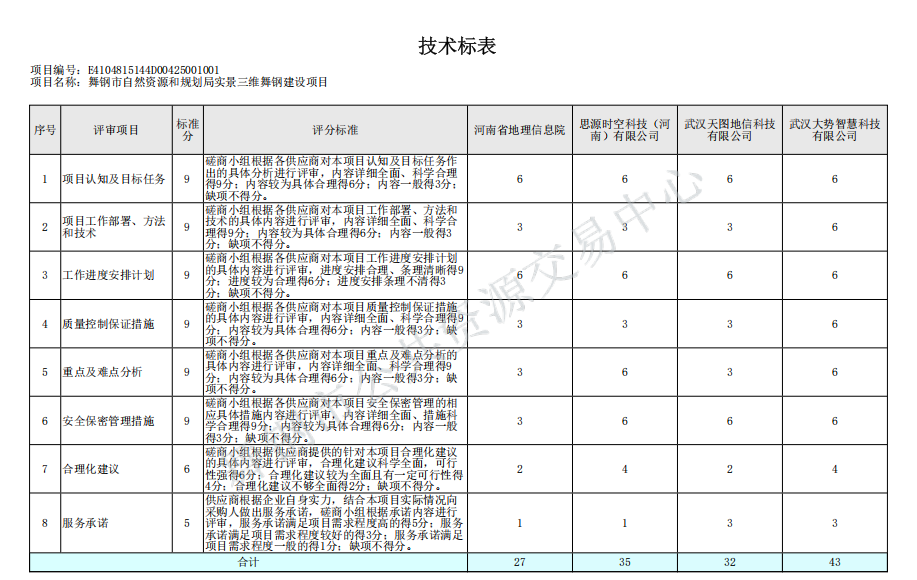 技术标表
项目编号：E4104815144D00425001001
项目名称：舞钢市自然资源和规划局实景三维舞钢建设项目
序号 评审项目 标准分 评分标准 河南省地理信息院 思源时空科技（河南）有限公司 武汉天图地信科技有限公司 武汉大势智慧科技有限公司
1 项目认知及目标任务 9
磋商小组根据各供应商对本项目认知及目标任务作
出的具体分析进行评审，内容详细全面、科学合理
得9分；内容较为具体合理得6分；内容一般得3分；
缺项不得分。
6 6 6 6
2 项目工作部署、方法
和技术 9
磋商小组根据各供应商对本项目工作部署、方法和
技术的具体内容进行评审，内容详细全面、科学合
理得9分；内容较为具体合理得6分；内容一般得3
分；缺项不得分。
3 3 3 6
3 工作进度安排计划 9
磋商小组根据各供应商对本项目工作进度安排计划
的具体内容进行评审，进度安排合理、条理清晰得9
分；进度较为合理得6分；进度安排条理不清得3
分；缺项不得分。
6 6 6 6
4 质量控制保证措施 9
磋商小组根据各供应商对本项目质量控制保证措施
的具体内容进行评审，内容详细全面、科学合理得9
分；内容较为具体合理得6分；内容一般得3分；缺
项不得分。
3 3 3 6
5 重点及难点分析 9
磋商小组根据各供应商对本项目重点及难点分析的
具体内容进行评审，内容详细全面、科学合理得9
分；内容较为具体合理得6分；内容一般得3分；缺
项不得分。
3 6 3 6
6 安全保密管理措施 9
磋商小组根据各供应商对本项目安全保密管理的相
应具体措施内容进行评审，内容详细全面、措施科
学合理得9分；内容较为具体合理得6分；内容一般
得3分；缺项不得分。
3 6 6 6
7 合理化建议 6
磋商小组根据供应商提供的针对本项目合理化建议
的具体内容进行评审，合理化建议科学全面，可行
性强得6分；合理化建议较为全面且有一定可行性得
4分；合理化建议不够全面得2分；缺项不得分。
2 4 2 4
8 服务承诺 5
供应商根据企业自身实力，结合本项目实际情况向
采购人做出服务承诺，磋商小组根据承诺内容进行
评审，服务承诺满足项目需求程度高的得5分；服务
承诺满足项目需求程度较好的得3分；服务承诺满足
项目需求程度一般的得1分；缺项不得分。
1 1 3 3
合计 27 35 32 43
公共资源交易中心